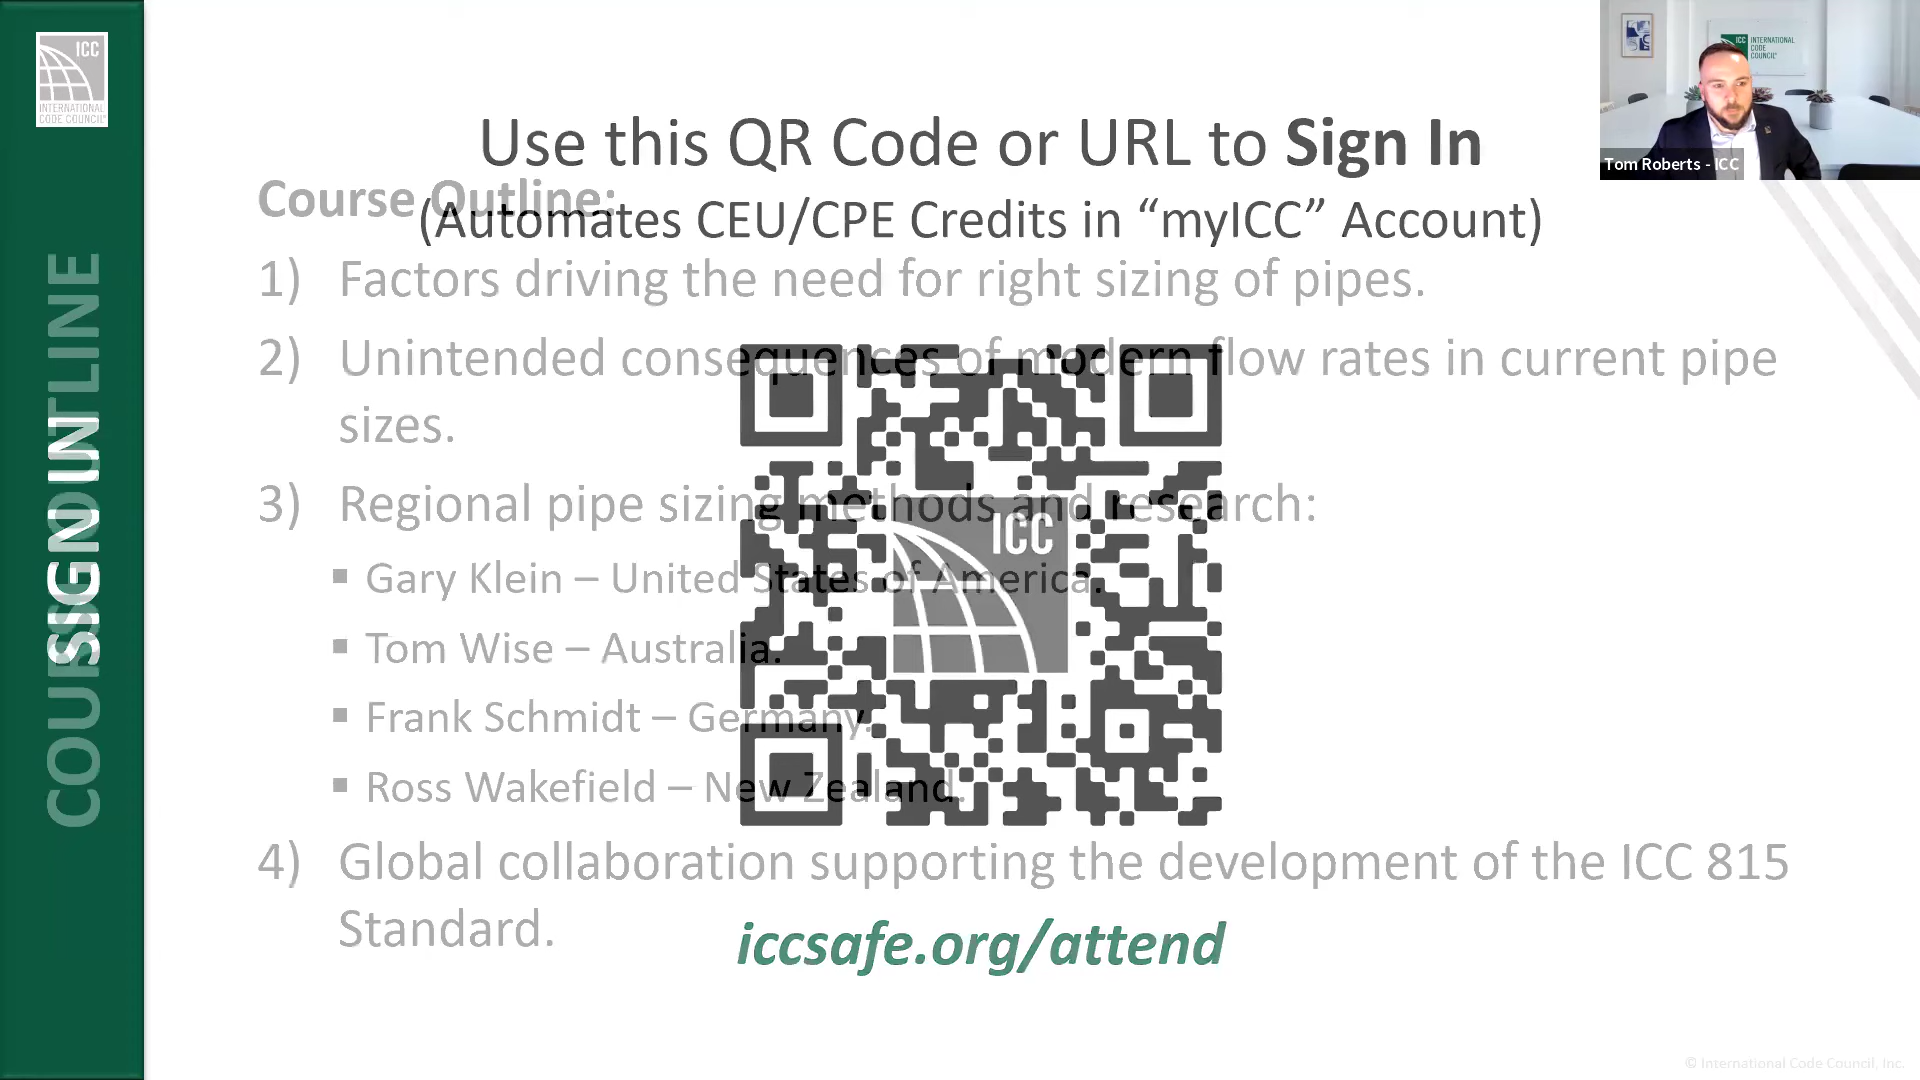 ICC
INTERNATIONAL
CODE COUNCIL
COURSE OUTLINE
SIGN IN
Use this QR Code or URL to Sign In
(Automates CEU/CPE Credits in “myICC” Account)
Course Outline:
1) Factors driving the need for right sizing of pipes.
2) Unintended consequences of modern flow rates in current pipe
sizes.
3) Regional pipe sizing methods and research:
▪ Gary Klein – United States of America.
▪ Tom Wise – Australia.
▪ Frank Schmidt – Germany.
▪ Ross Wakefield – New Zealand.
4) Global collaboration supporting the development of the ICC 815
Standard.
ICC
iccsafe.org/attend
ICC INTERNATIONAL
CODE
COUNCIL
Tom Roberts - ICC
© International Code Council, Inc.